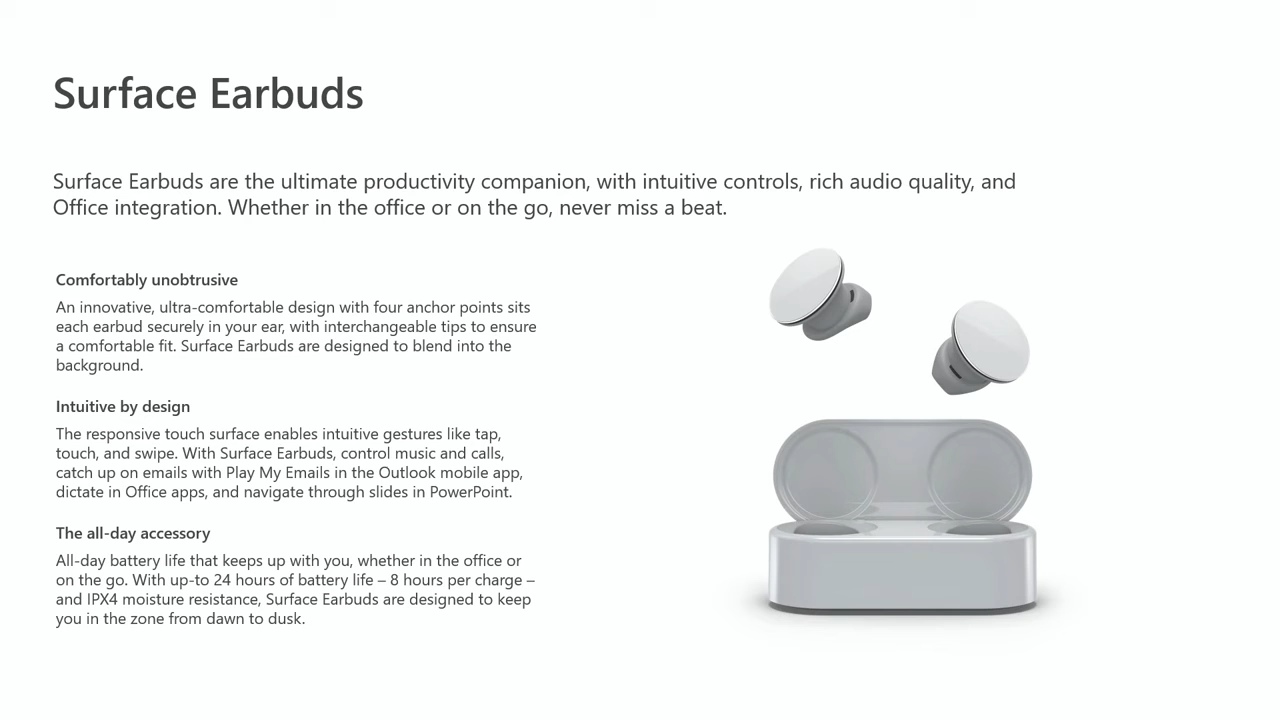 Surface Earbuds
Surface Earbuds are the ultimate productivity companion, with intuitive controls, rich audio quality, and
Office integration. Whether in the office or on the go, never miss a beat.
Comfortably unobtrusive
An innovative, ultra-comfortable design with four anchor points sits
each earbud securely in your ear, with interchangeable tips to ensure
a comfortable fit. Surface Earbuds are designed to blend into the
background.
Intuitive by design
The responsive touch surface enables intuitive gestures like tap,
touch, and swipe. With Surface Earbuds, control music and calls,
catch up on emails with Play My Emails in the Outlook mobile app,
dictate in Office apps, and navigate through slides in PowerPoint.
The all-day accessory
All-day battery life that keeps up with you, whether in the office or
on the go. With up-to 24 hours of battery life – 8 hours per charge –
and IPX4 moisture resistance, Surface Earbuds are designed to keep
you in the zone from dawn to dusk.